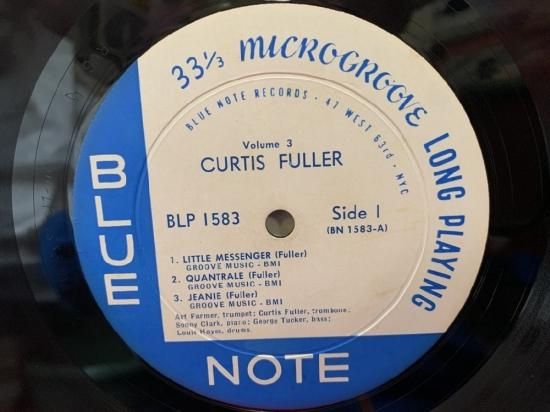 33 1/3 MICROGROOVE LONG PLAYING
BLUE NOTE RECORDS · 47 WEST 63rd · NYC
Volume 3
CURTIS FULLER
BLP 1583
Side 1
(BN 1583-A)
1. LITTLE MESSENGER (Fuller)
GROOVE MUSIC - BMI
2. QUANTRALE (Fuller)
GROOVE MUSIC - BMI
3. JEANIE (Fuller)
GROOVE MUSIC - BMI
Art Farmer, trumpet; Curtis Fuller, trombone;
Sonny Clark, piano; George Tucker, bass;
Louis Hayes, drums.
BLUE
NOTE